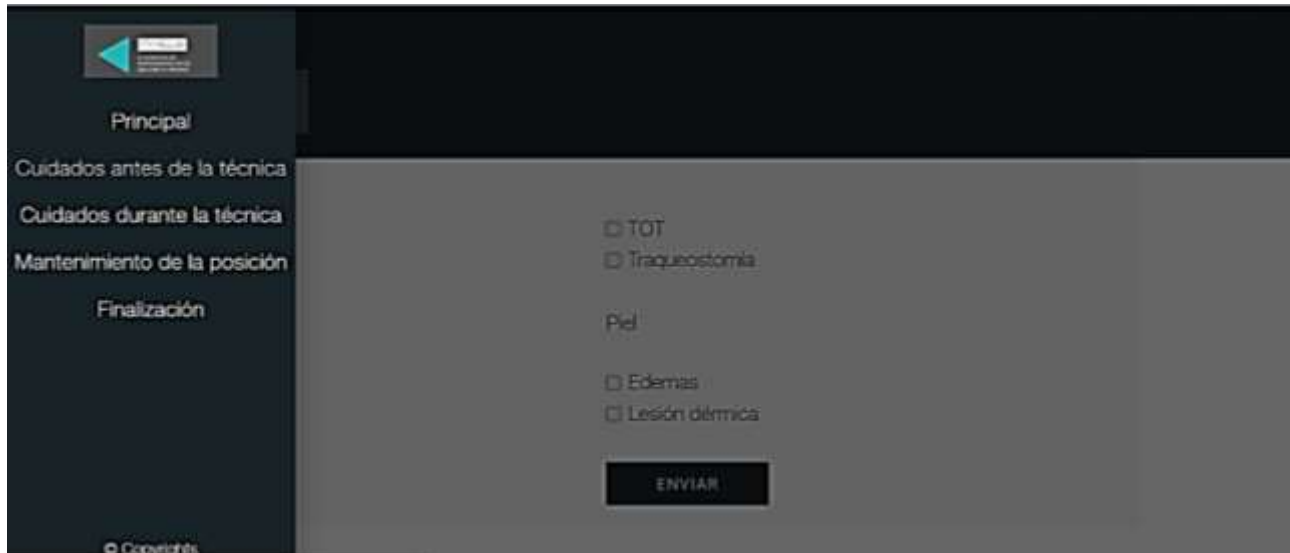 Principal
Cuidados antes de la técnica
Cuidados durante la técnica
Mantenimiento de la posición
Finalización
© Copyrights
TOT
Traqueostomía
Piel
Edemas
Lesión dérmica
ENVIAR